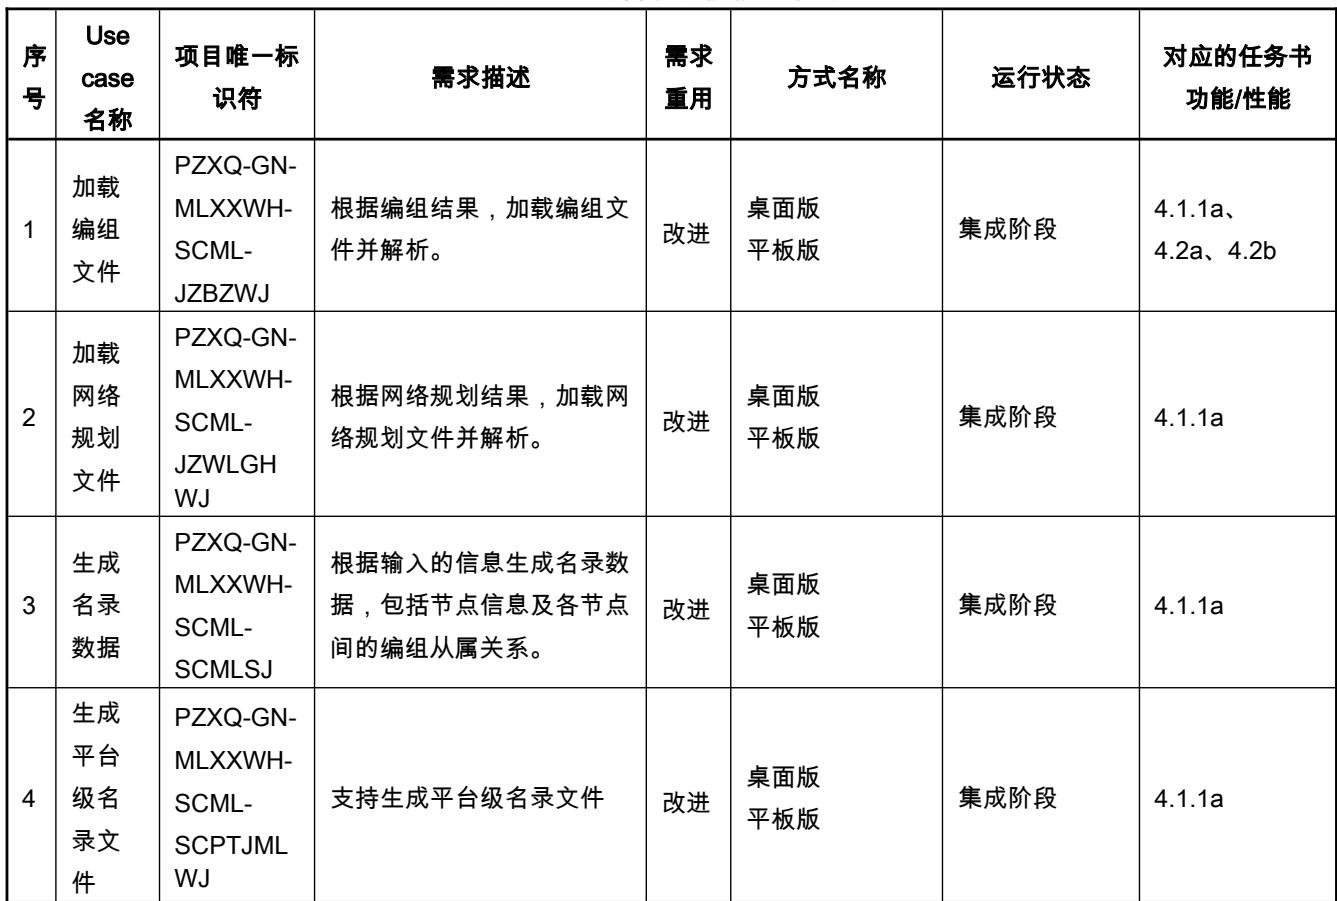 序号
Use case 名称
项目唯一标识符
需求描述
需求重用
方式名称
运行状态
对应的任务书功能/性能
1
加载
编组
文件
PZXQ-GN-
MLXXWH-
SCML-
JZBZWJ
根据编组结果，加载编组文
件并解析。
改进
桌面版
平板版
集成阶段
4.1.1a、
4.2a、4.2b
2
加载
网络
规划
文件
PZXQ-GN-
MLXXWH-
SCML-
JZWLGH
WJ
根据网络规划结果，加载网
络规划文件并解析。
改进
桌面版
平板版
集成阶段
4.1.1a
3
生成
名录
数据
PZXQ-GN-
MLXXWH-
SCML-
SCMLSJ
根据输入的信息生成名录数
据，包括节点信息及各节点
间的编组从属关系。
改进
桌面版
平板版
集成阶段
4.1.1a
4
生成
平台
级名
录文
件
PZXQ-GN-
MLXXWH-
SCML-
SCPTJML
WJ
支持生成平台级名录文件
改进
桌面版
平板版
集成阶段
4.1.1a